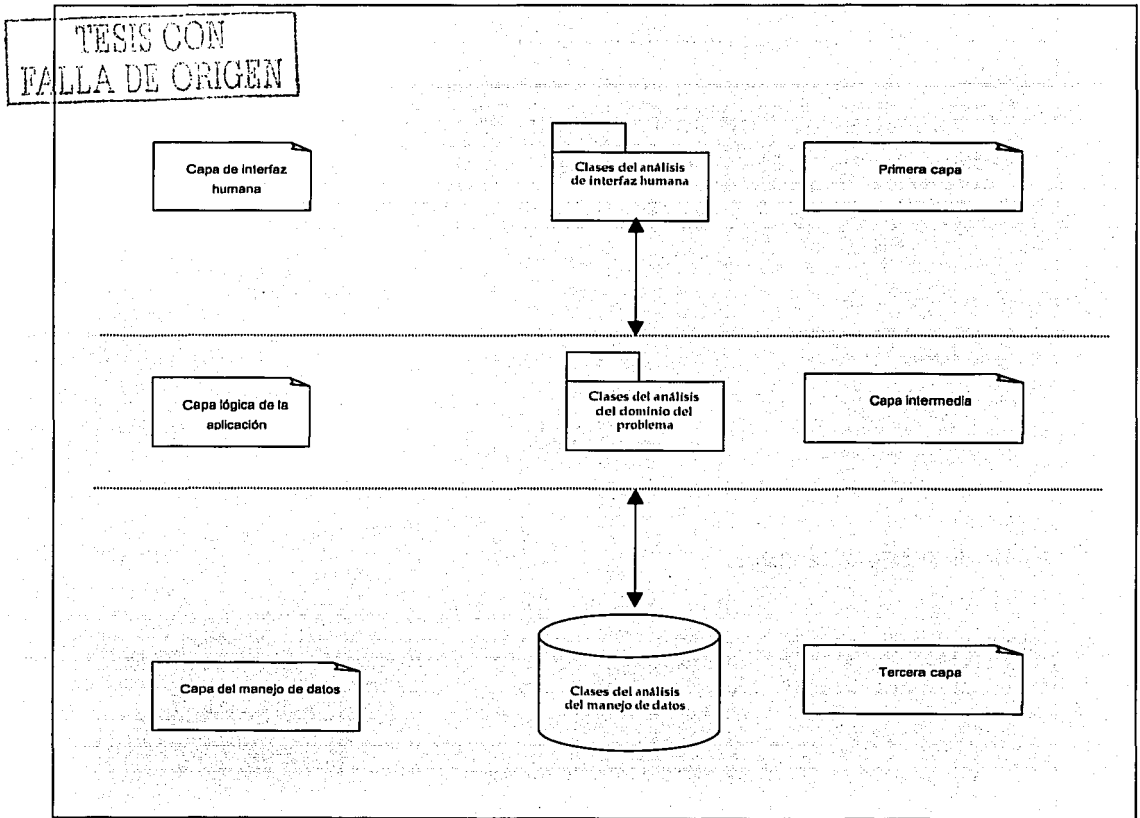 TESIS CON
FALLA DE ORIGEN
Capa de interfaz
humana
Clases del análisis
de interfaz humana
Primera capa
Capa lógica de la
aplicación
Clases del análisis
del dominio del
problema
Capa intermedia
Capa del manejo de datos
Clases del análisis
del manejo de datos
Tercera capa